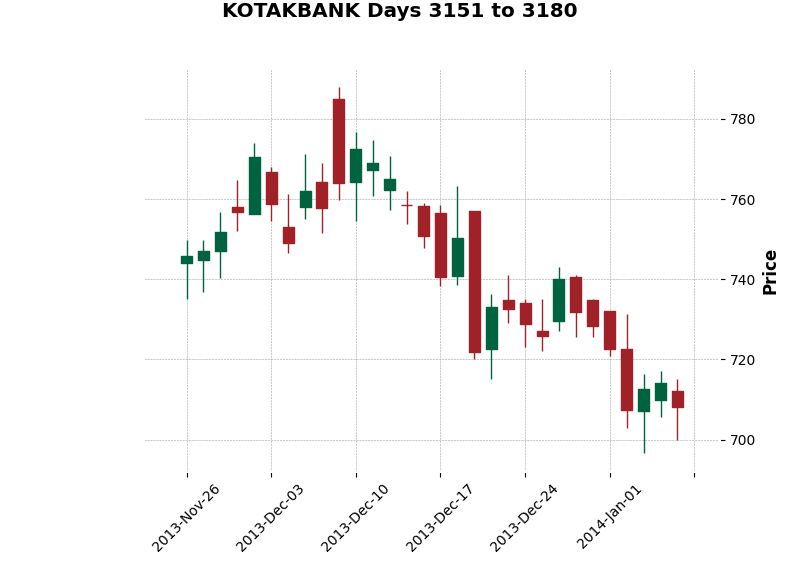 KOTAKBANK Days 3151 to 3180
780
760
740
720
700
Price
2013-Nov-26
2013-Dec-03
2013-Dec-10
2013-Dec-17
2013-Dec-24
2014-Jan-01